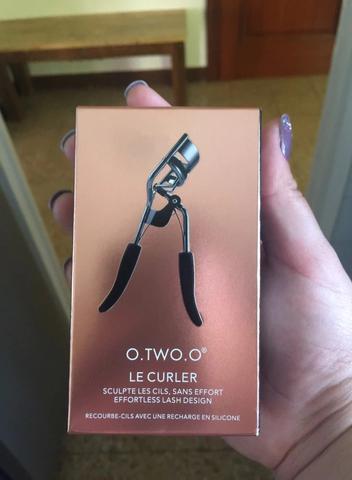 O.TWO.O®
LE CURLER
SCULPTE LES CILS, SANS EFFORT
EFFORTLESS LASH DESIGN
RECOURBE-CILS AVEC UNE RECHARGE EN SILICONE